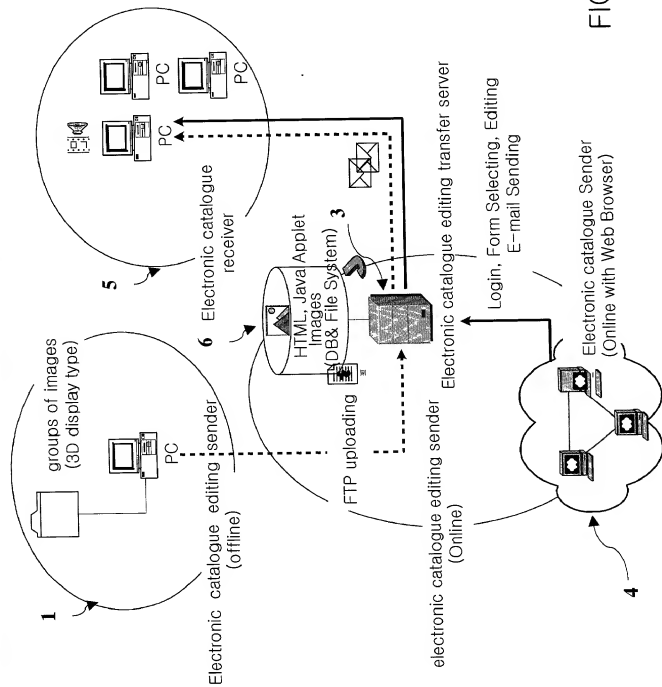 groups of images
(3D display type)
PC
1
Electronic catalogue editing sender
(offline)
5
PC
PC
PC
6
Electronic catalogue
receiver
HTML, Java Applet
Images
(DB& File System)
3
FTP uploading
electronic catalogue editing sender
(Online)
Electronic catalogue editing transfer server
Login, Form Selecting, Editing
E-mail Sending
Electronic catalogue Sender
(Online with Web Browser)
4
FIG